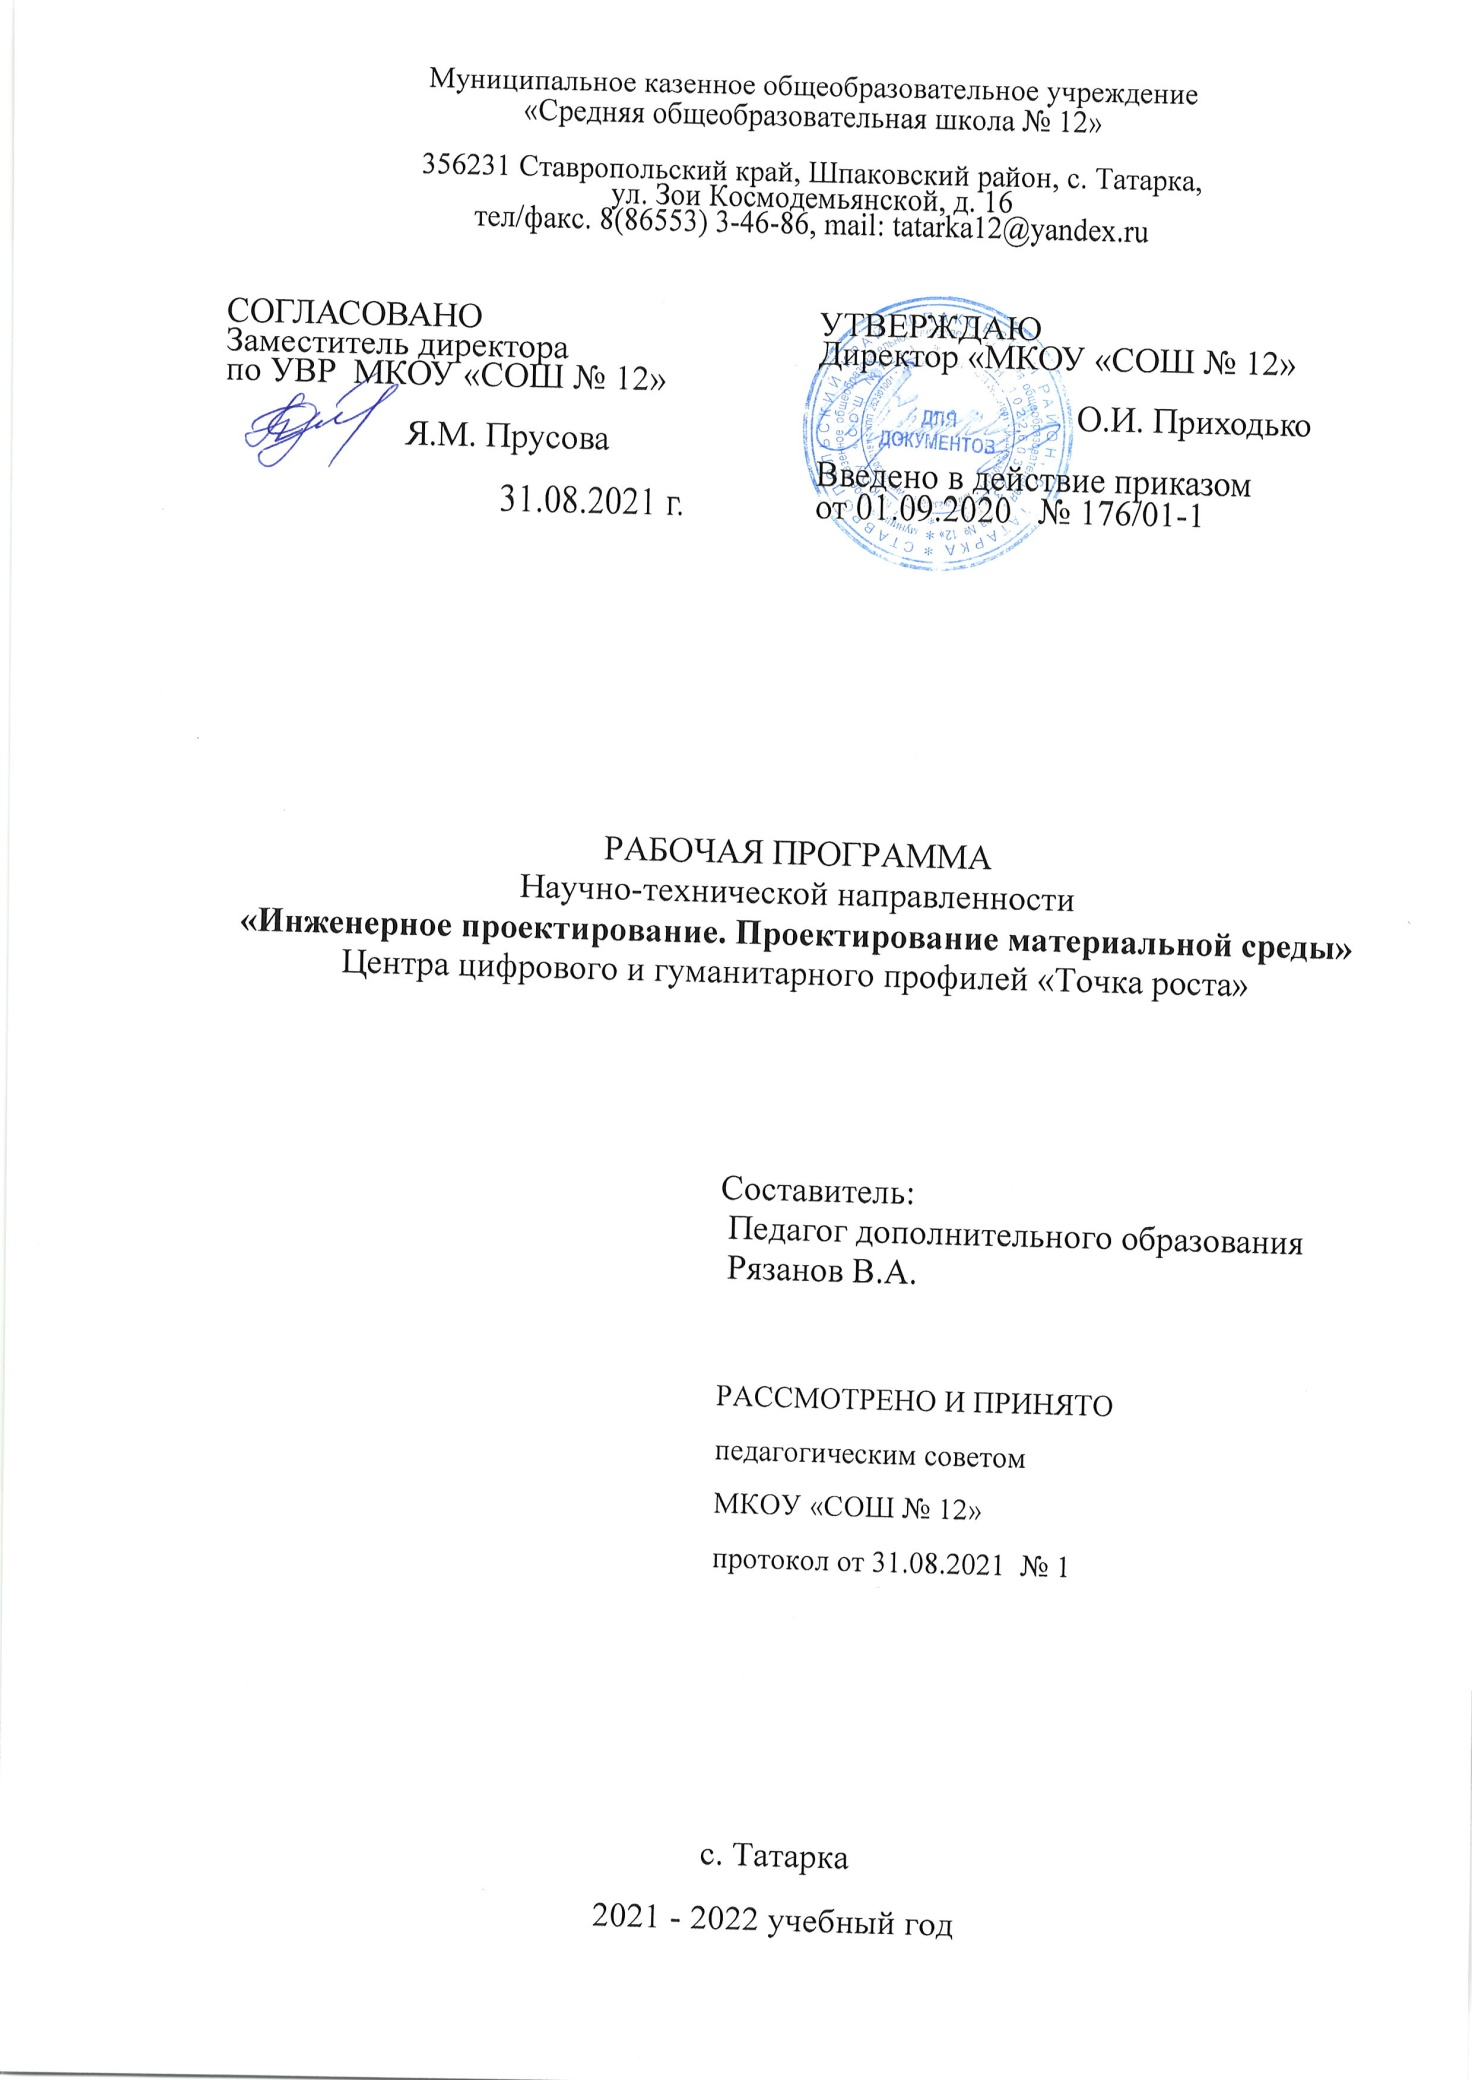 Муниципальное казенное общеобразовательное учреждение
«Средняя общеобразовательная школа № 12»
356231 Ставропольский край, Шпаковский район, с. Татарка,
ул. Зои Космодемьянской, д. 16
тел/факс. 8(86553) 3-46-86, mail: tatarka12@yandex.ru
СОГЛАСОВАНО
Заместитель директора
по УВР МКОУ «СОШ № 12»
Я.М. Прусова
31.08.2021 г.
УТВЕРЖДАЮ
Директор «МКОУ «СОШ № 12»
О.И. Приходько
Введено в действие приказом
от 01.09.2020 № 176/01-1
ДЛЯ
ДОКУМЕНТОВ
РАБОЧАЯ ПРОГРАММА
Научно-технической направленности
«Инженерное проектирование. Проектирование материальной среды»
Центра цифрового и гуманитарного профилей «Точка роста»
Составитель:
Педагог дополнительного образования
Рязанов В.А.
РАССМОТРЕНО И ПРИНЯТО
педагогическим советом
МКОУ «СОШ № 12»
протокол от 31.08.2021 № 1
с. Татарка
2021 - 2022 учебный год